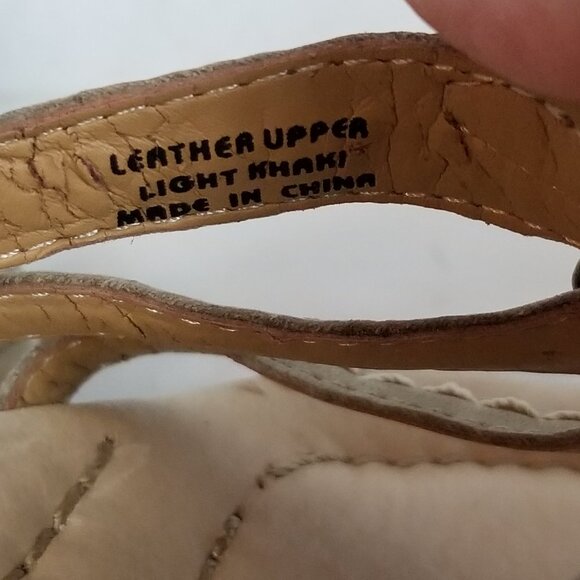 LEATHER UPPER
LIGHT KHAKI
MADE IN CHINA